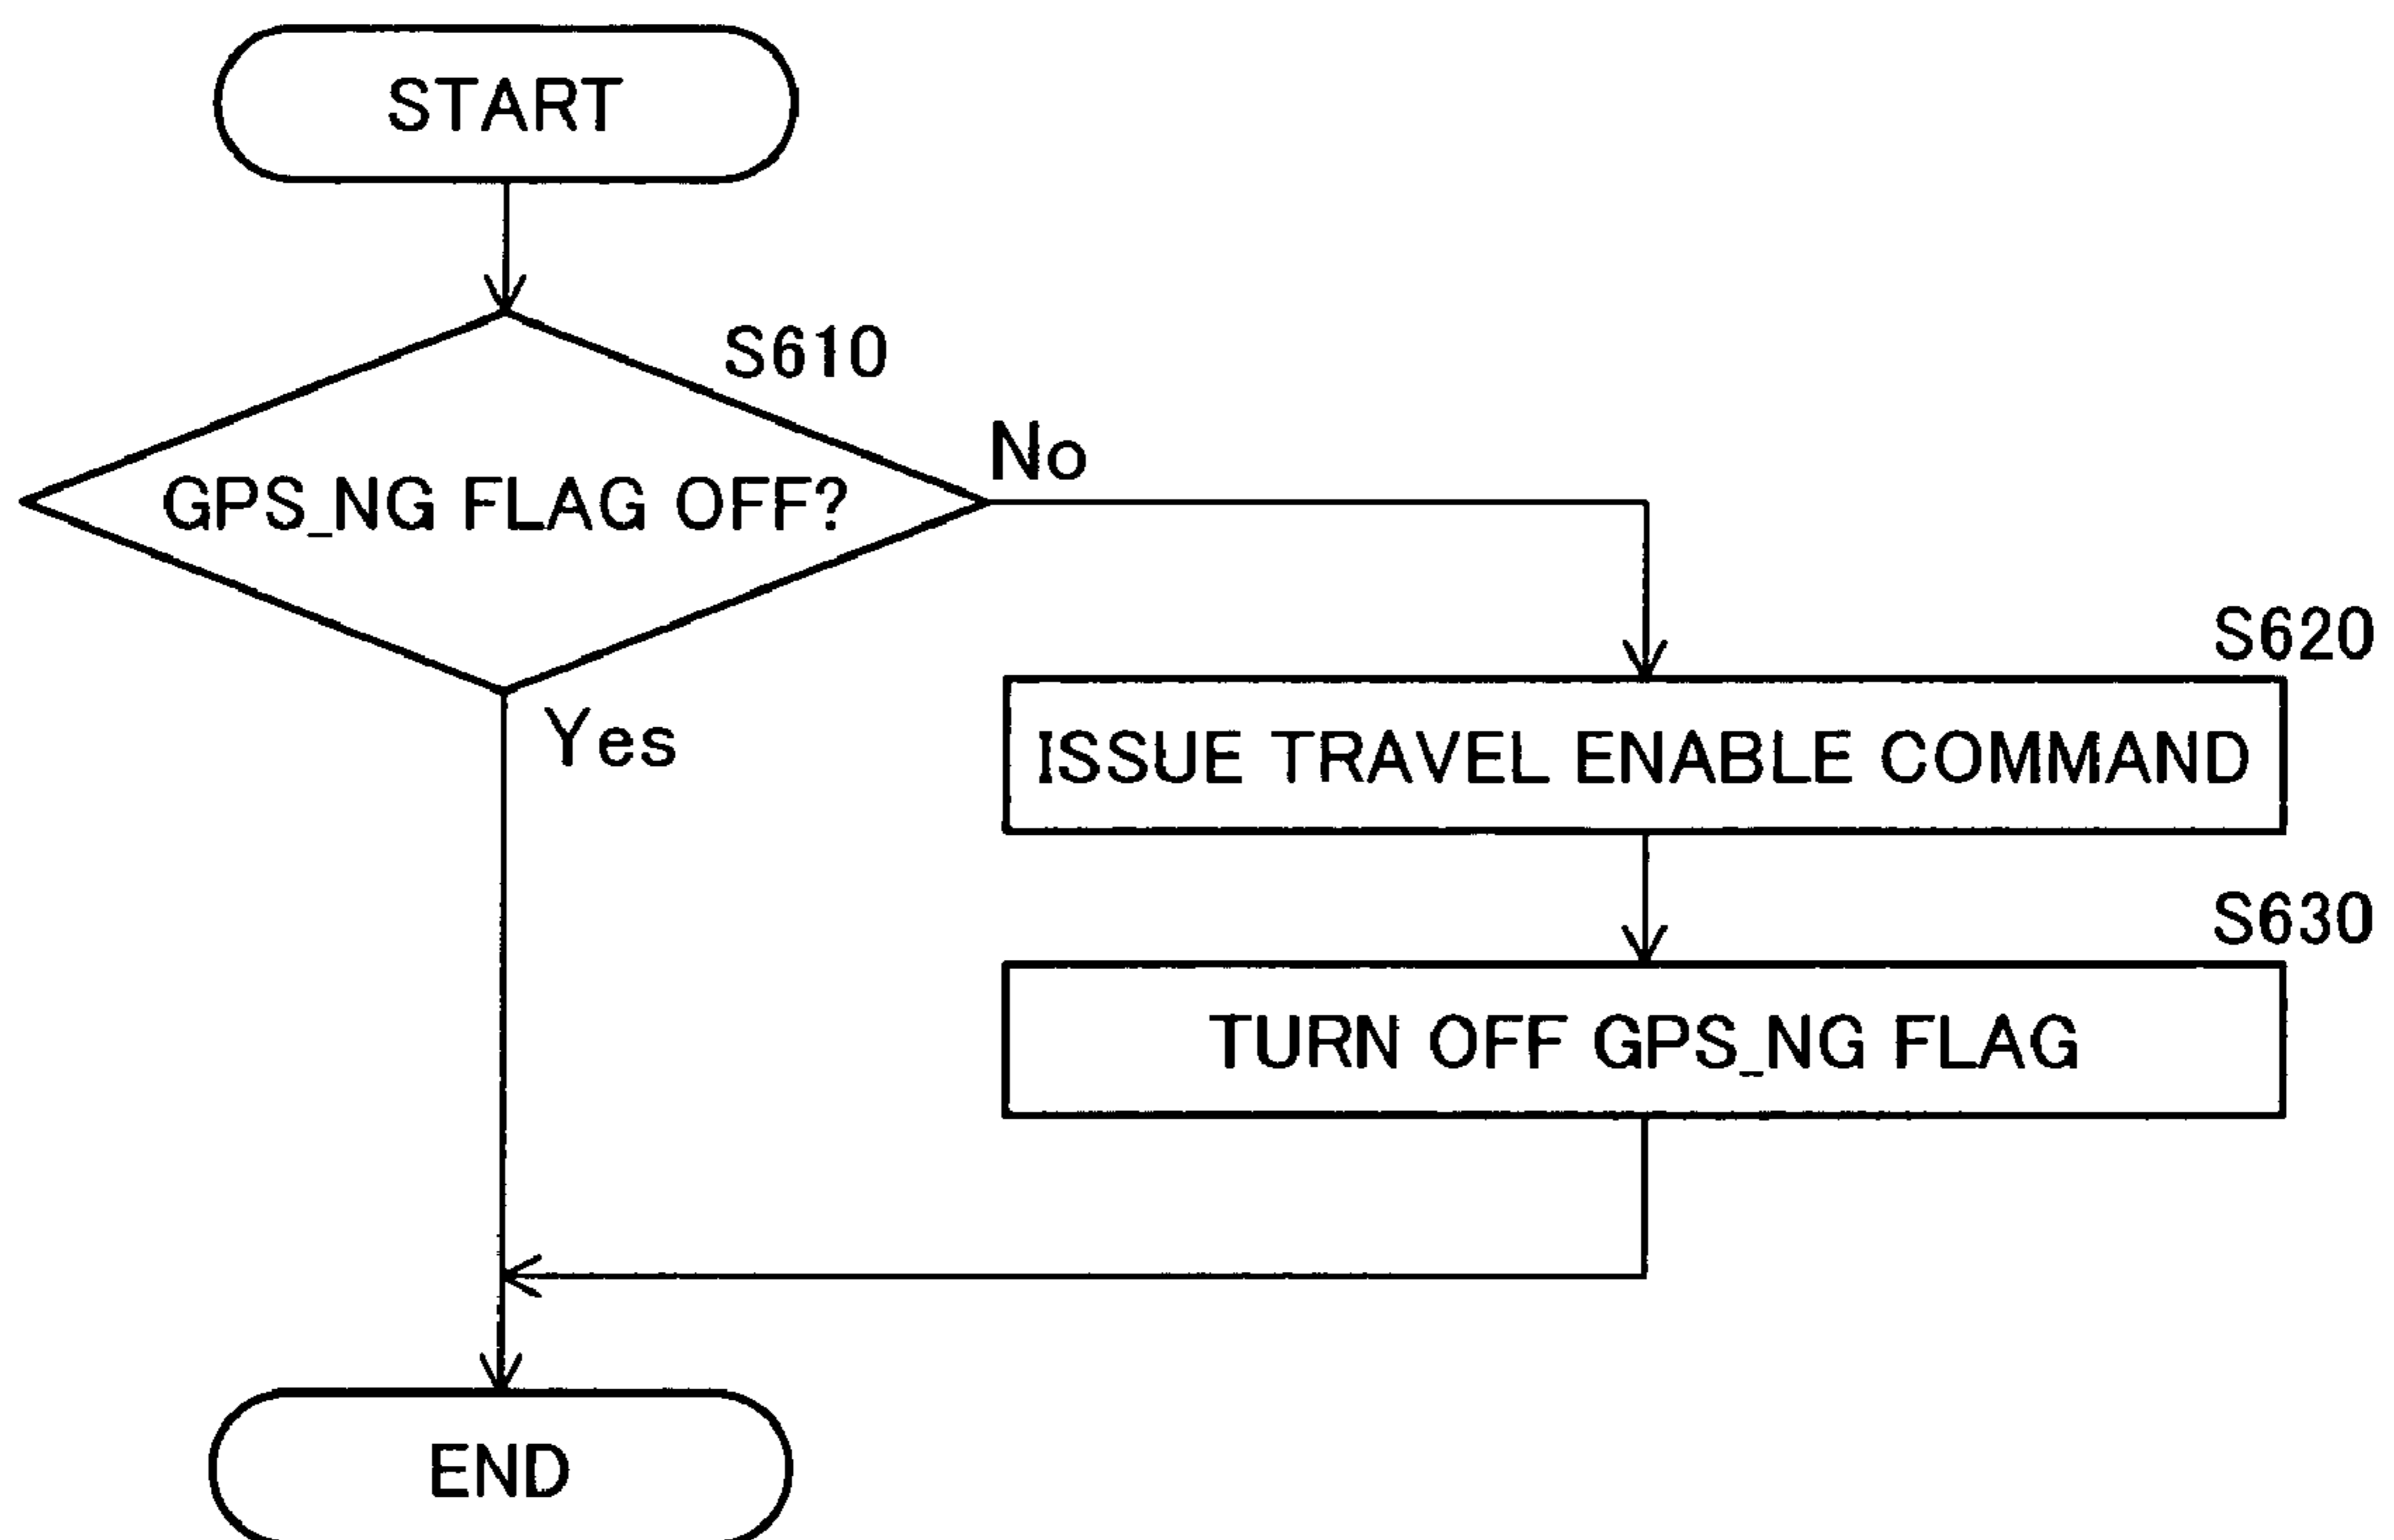 START
S610
GPS_NG FLAG OFF?
No
Yes
S620
ISSUE TRAVEL ENABLE COMMAND
S630
TURN OFF GPS_NG FLAG
END